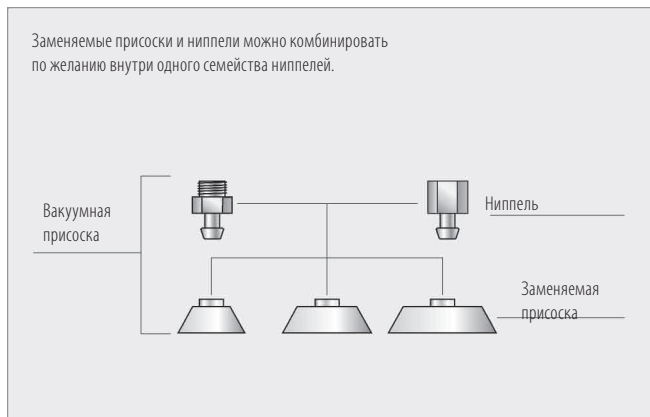 Заменяемые присоски и ниппели можно комбинировать
по желанию внутри одного семейства ниппелей.
Вакуумная
присоска
Ниппель
Заменяемая
присоска